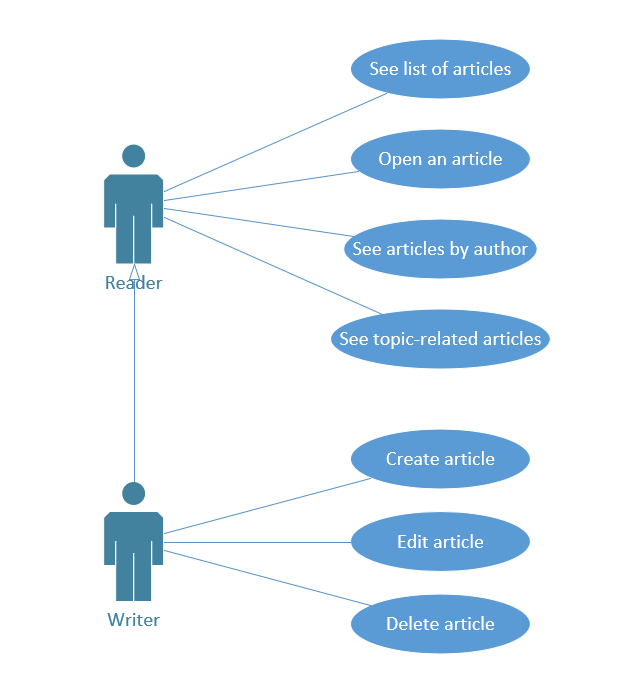 See list of articles
Open an article
See articles by author
Reader
See topic-related articles
Create article
Edit article
Writer
Delete article